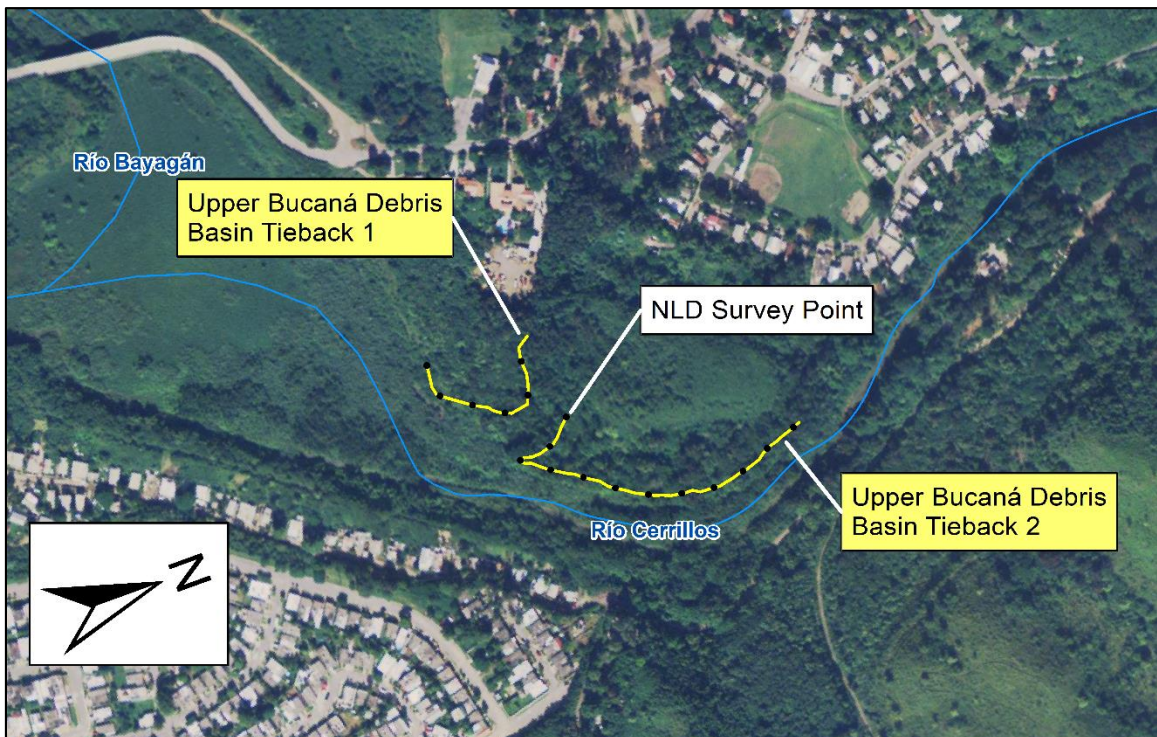 Río Bayagán
Upper Bucaná Debris
Basin Tieback 1
NLD Survey Point
Upper Bucaná Debris
Basin Tieback 2
Río Cerrillos
N